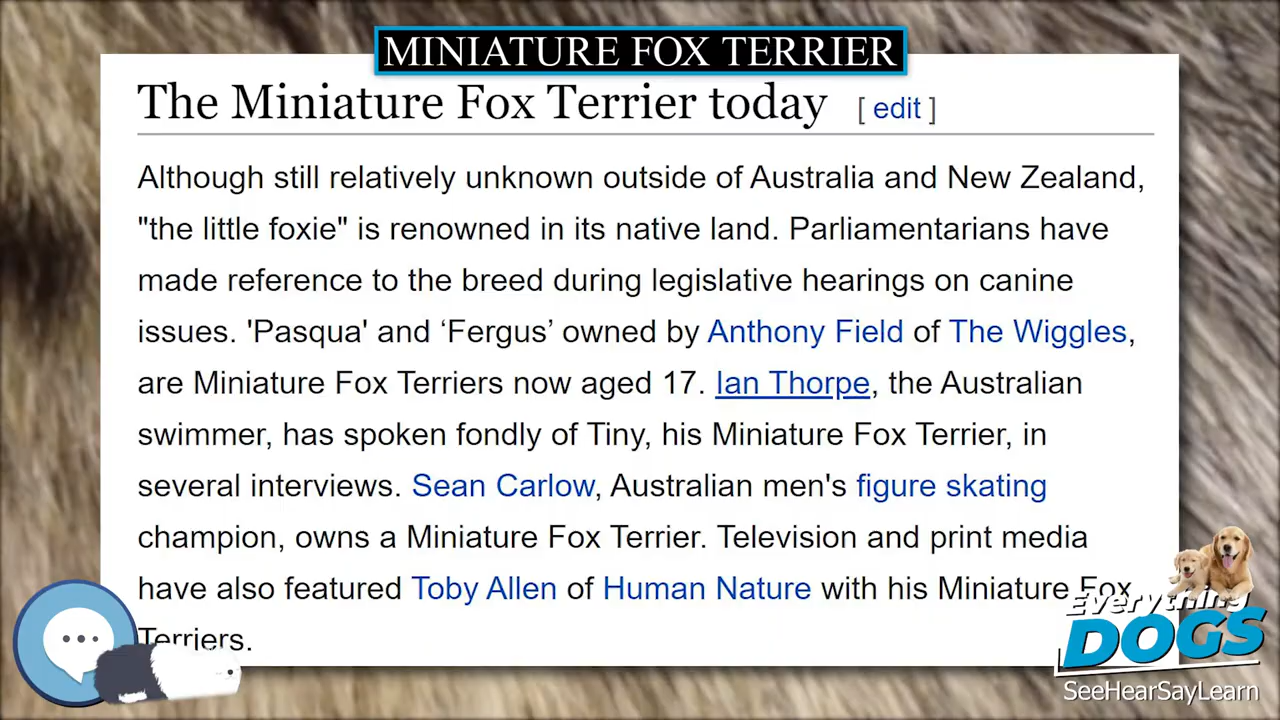 MINIATURE FOX TERRIER
The Miniature Fox Terrier today [ edit ]
Although still relatively unknown outside of Australia and New Zealand,
"the little foxie" is renowned in its native land. Parliamentarians have
made reference to the breed during legislative hearings on canine
issues. 'Pasqua' and ‘Fergus’ owned by Anthony Field of The Wiggles,
are Miniature Fox Terriers now aged 17. Ian Thorpe, the Australian
swimmer, has spoken fondly of Tiny, his Miniature Fox Terrier, in
several interviews. Sean Carlow, Australian men's figure skating
champion, owns a Miniature Fox Terrier. Television and print media
have also featured Toby Allen of Human Nature with his Miniature Fox
Terriers.
Everything
DOGS
SeeHearSayLearn